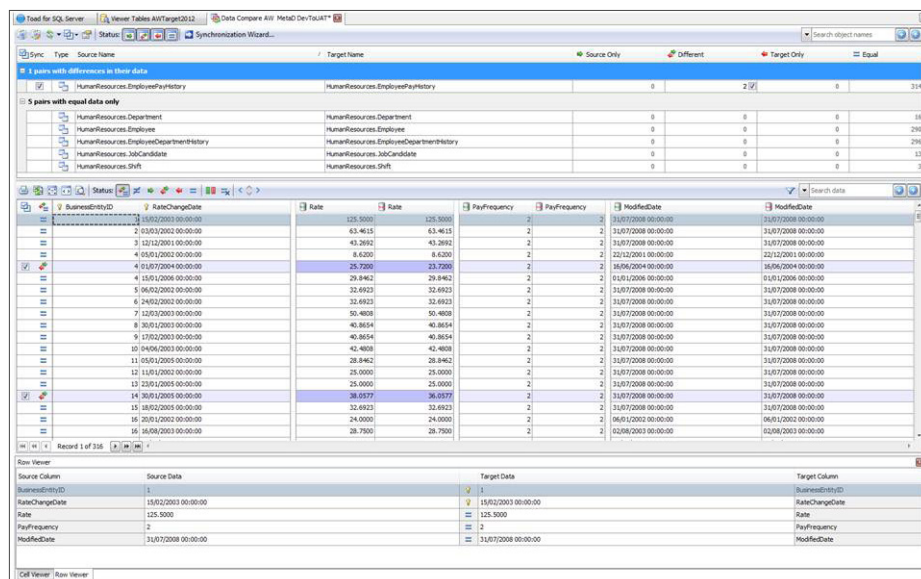 Toad for SQL Server Viewer Tables AWTarget2012 Data Compare AW MetaD DevToUAT*
Status: Synchronization Wizard... Search object names
Sync Type Source Name Target Name Source Only Different Target Only Equal
1 pairs with differences in their data
HumanResources.EmployeePayHistory HumanResources.EmployeePayHistory 0 2 0 314
5 pairs with equal data only
HumanResources.Department HumanResources.Department 0 0 0 16
HumanResources.Employee HumanResources.Employee 0 0 0 290
HumanResources.EmployeeDepartmentHistory HumanResources.EmployeeDepartmentHistory 0 0 0 296
HumanResources.JobCandidate HumanResources.JobCandidate 0 0 0 13
HumanResources.Shift HumanResources.Shift 0 0 0 3
Status: Search data
BusinessEntityID RateChangeDate Rate Rate PayFrequency PayFrequency ModifiedDate ModifiedDate
1 15/02/2003 00:00:00 125.5000 125.5000 2 2 31/07/2008 00:00:00 31/07/2008 00:00:00
2 03/03/2002 00:00:00 63.4615 63.4615 2 2 31/07/2008 00:00:00 31/07/2008 00:00:00
3 12/12/2001 00:00:00 43.2692 43.2692 2 2 31/07/2008 00:00:00 31/07/2008 00:00:00
4 05/01/2002 00:00:00 8.6200 8.6200 2 2 22/12/2001 00:00:00 22/12/2001 00:00:00
4 01/07/2004 00:00:00 25.7200 23.7200 2 2 16/06/2004 00:00:00 16/06/2004 00:00:00
4 15/01/2006 00:00:00 29.8462 29.8462 2 2 01/01/2006 00:00:00 01/01/2006 00:00:00
5 06/02/2002 00:00:00 32.6923 32.6923 2 2 31/07/2008 00:00:00 31/07/2008 00:00:00
6 24/02/2002 00:00:00 32.6923 32.6923 2 2 31/07/2008 00:00:00 31/07/2008 00:00:00
7 12/03/2003 00:00:00 50.4808 50.4808 2 2 31/07/2008 00:00:00 31/07/2008 00:00:00
8 30/01/2003 00:00:00 40.8654 40.8654 2 2 31/07/2008 00:00:00 31/07/2008 00:00:00
9 17/02/2003 00:00:00 40.8654 40.8654 2 2 31/07/2008 00:00:00 31/07/2008 00:00:00
10 04/06/2003 00:00:00 42.4808 42.4808 2 2 31/07/2008 00:00:00 31/07/2008 00:00:00
11 05/01/2005 00:00:00 28.8462 28.8462 2 2 31/07/2008 00:00:00 31/07/2008 00:00:00
12 11/01/2002 00:00:00 25.0000 25.0000 2 2 31/07/2008 00:00:00 31/07/2008 00:00:00
13 23/01/2005 00:00:00 25.0000 25.0000 2 2 31/07/2008 00:00:00 31/07/2008 00:00:00
14 30/01/2005 00:00:00 38.0577 36.0577 2 2 31/07/2008 00:00:00 31/07/2008 00:00:00
15 18/02/2005 00:00:00 32.6923 32.6923 2 2 31/07/2008 00:00:00 31/07/2008 00:00:00
16 20/01/2002 00:00:00 24.0000 24.0000 2 2 06/01/2002 00:00:00 06/01/2002 00:00:00
16 16/08/2003 00:00:00 28.7500 28.7500 2 2 02/08/2003 00:00:00 02/08/2003 00:00:00
Record 1 of 316
Row Viewer
Source Column Source Data Target Data Target Column
BusinessEntityID 1 1 BusinessEntityID
RateChangeDate 15/02/2003 00:00:00 15/02/2003 00:00:00 RateChangeDate
Rate 125.5000 125.5000 Rate
PayFrequency 2 2 PayFrequency
ModifiedDate 31/07/2008 00:00:00 31/07/2008 00:00:00 ModifiedDate
Cell Viewer Row Viewer